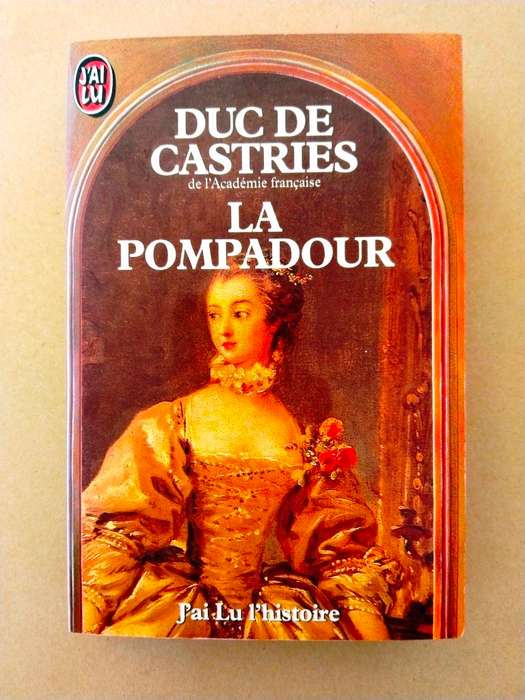 J'AI
LU
DUC DE
CASTRIES
de l'Académie française
LA
POMPADOUR
J'ai Lu l'histoire